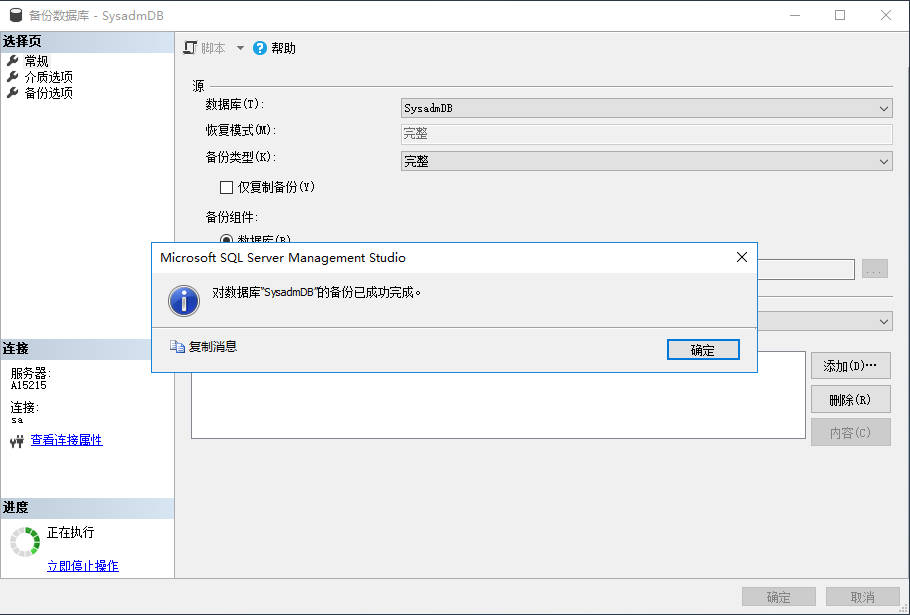 备份数据库 - SysadmDB
选择页
常规
介质选项
备份选项
脚本
帮助
源
数据库(T):
SysadmDB
恢复模式(M):
完整
备份类型(K):
完整
仅复制备份(Y)
备份组件:
数据库(B)
...
Microsoft SQL Server Management Studio
对数据库"SysadmDB"的备份已成功完成。
复制消息
确定
添加(D)...
删除(R)
内容(C)
连接
服务器:
A15215
连接:
sa
查看连接属性
进度
正在执行
立即停止操作
确定
取消